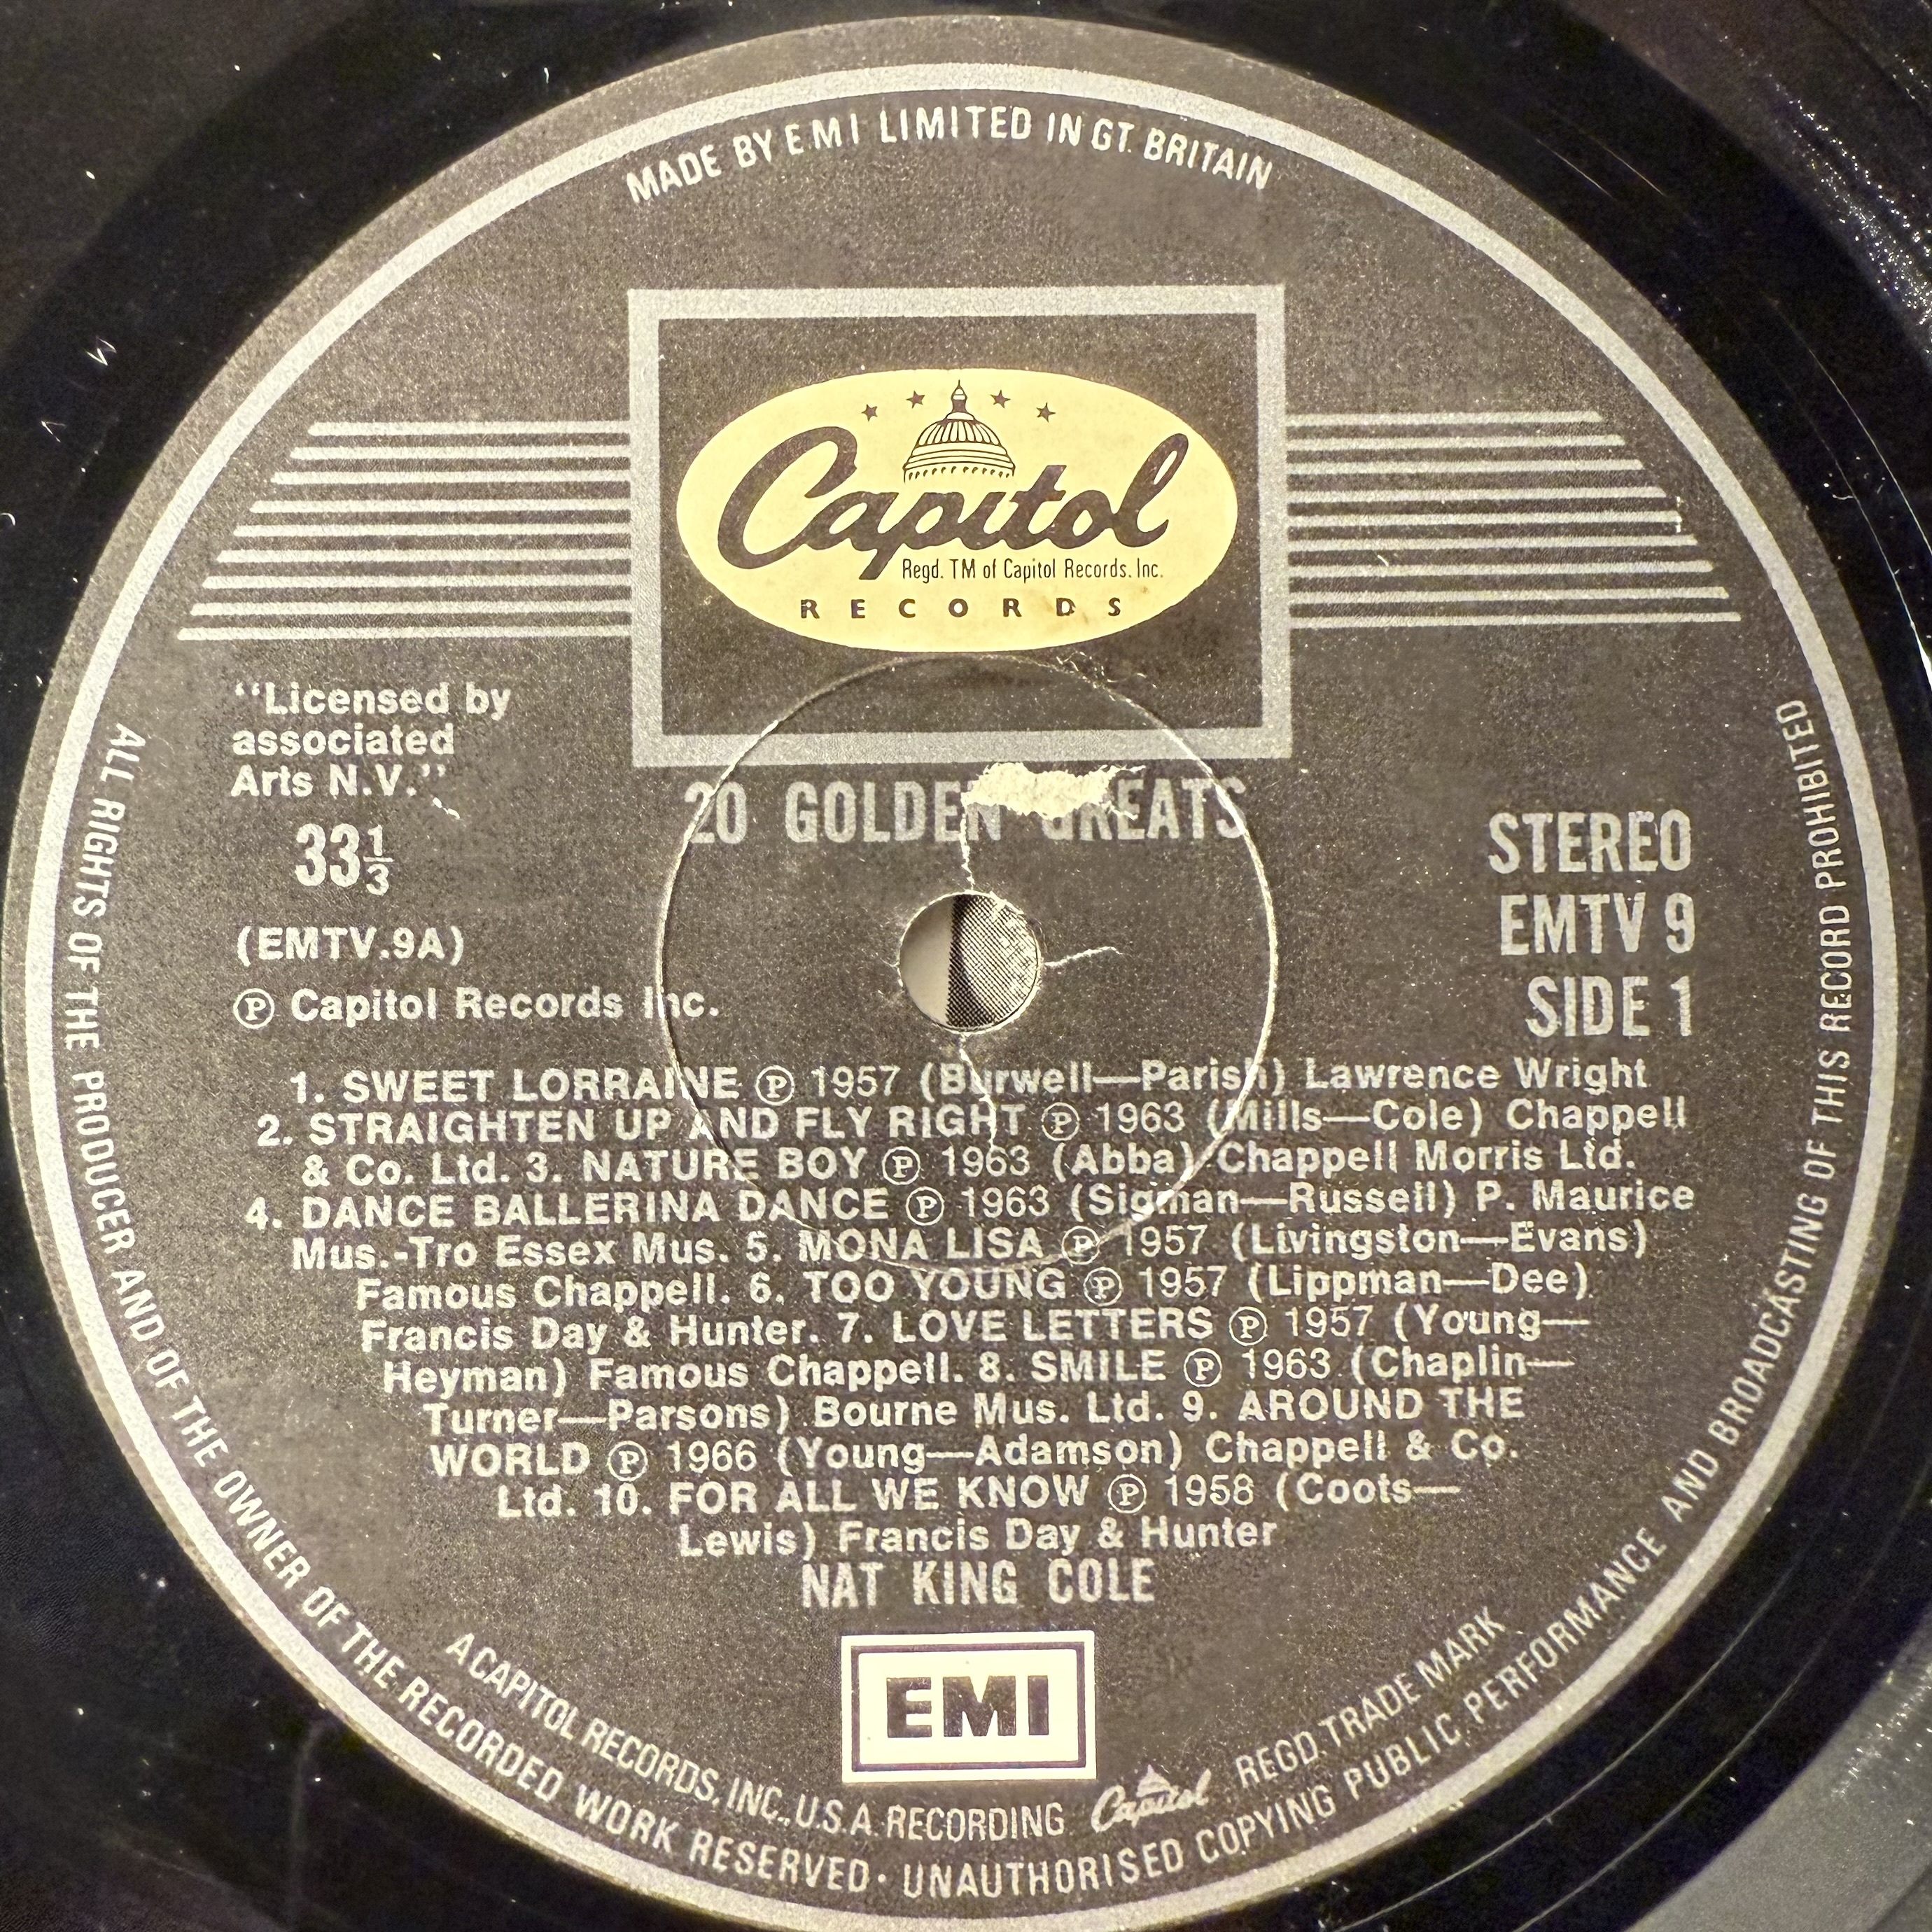 MADE BY EMI LIMITED IN GT. BRITAIN
Capitol
Regd. TM of Capitol Records. Inc.
RECORDS
"Licensed by
associated
Arts N.V."
20 GOLDEN GREATS
33⅓
STEREO
(EMTV.9A)
EMTV 9
℗ Capitol Records Inc.
SIDE 1
1. SWEET LORRAINE ℗ 1957 (Burwell—Parish) Lawrence Wright
2. STRAIGHTEN UP AND FLY RIGHT ℗ 1963 (Mills—Cole) Chappell
& Co. Ltd. 3. NATURE BOY ℗ 1963 (Abba) Chappell Morris Ltd.
4. DANCE BALLERINA DANCE ℗ 1963 (Sigman—Russell) P. Maurice
Mus.-Tro Essex Mus. 5. MONA LISA ℗ 1957 (Livingston—Evans)
Famous Chappell. 6. TOO YOUNG ℗ 1957 (Lippman—Dee)
Francis Day & Hunter. 7. LOVE LETTERS ℗ 1957 (Young—
Heyman) Famous Chappell. 8. SMILE ℗ 1963 (Chaplin—
Turner—Parsons) Bourne Mus. Ltd. 9. AROUND THE
WORLD ℗ 1966 (Young—Adamson) Chappell & Co.
Ltd. 10. FOR ALL WE KNOW ℗ 1958 (Coots—
Lewis) Francis Day & Hunter
NAT KING COLE
EMI
A CAPITOL RECORDS, INC., U.S.A. RECORDING Capitol REGD. TRADE MARK
ALL RIGHTS OF THE PRODUCER AND OF THE OWNER OF THE RECORDED WORK RESERVED · UNAUTHORISED COPYING PUBLIC PERFORMANCE AND BROADCASTING OF THIS RECORD PROHIBITED